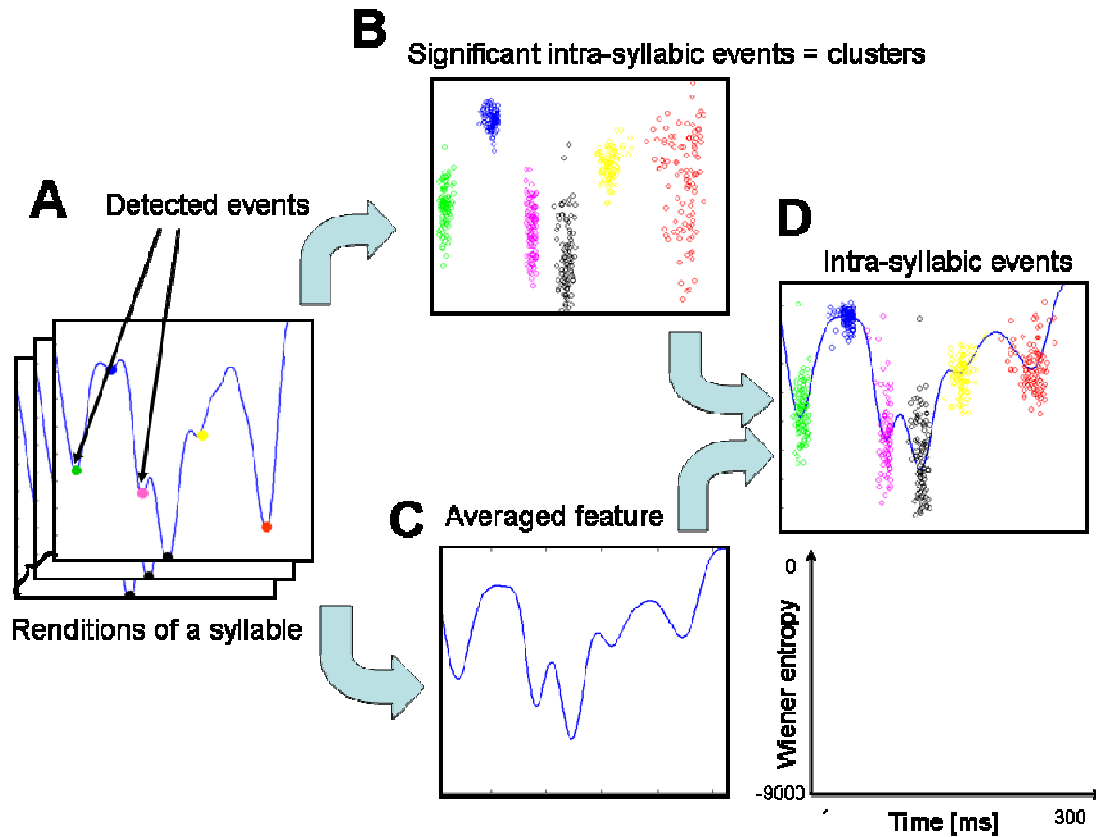 A
Detected events
Renditions of a syllable
B
Significant intra-syllabic events = clusters
C
Averaged feature
D
Intra-syllabic events
0
Wiener entropy
-9000
300
Time [ms]